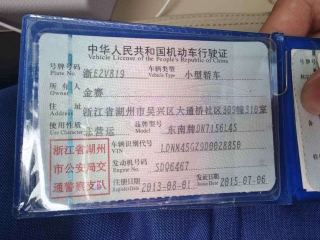 中华人民共和国机动车行驶证
Vehicle License of the People's Republic of China
号牌号码 浙E2V819 车辆类型 小型轿车
Plate No. Vehicle Type
所有人 金赛
Owner
住址 浙江省湖州市吴兴区大通桥社区309幢310室
Address
使用性质 非营运 品牌型号 东南牌DN7156L4S
Use Character Model
浙江省湖州 车辆识别代号 LDNM45GZ9D0028850
VIN
市公安局交 发动机号码 SDQ6467
Engine No.
通警察支队 注册日期 2013-08-01 发证日期 2015-07-06
Register Date Issue Date